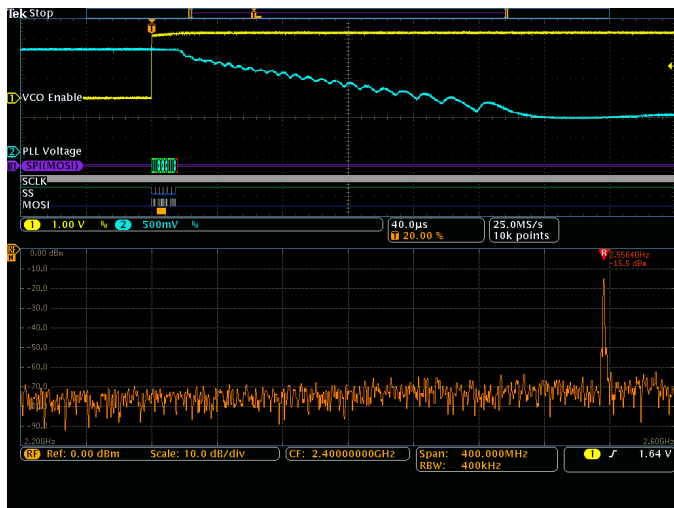 Tek Stop
T
1 VCO Enable
2 PLL Voltage
B1 SPI(MOSI)
SCLK
SS
MOSI
1 1.00 V 2 500mV
40.0µs
T 20.00 %
25.0MS/s
10k points
RF
0.00 dBm
R
2.5564GHz
-15.5 dBm
-10.0
-20.0
-30.0
-40.0
-50.0
-60.0
-70.0
-90.
2.20GHz
2.60GHz
RF Ref: 0.00 dBm Scale: 10.0 dB/div
CF: 2.40000000GHz
Span: 400.000MHz
RBW: 400kHz
1 1.64 V